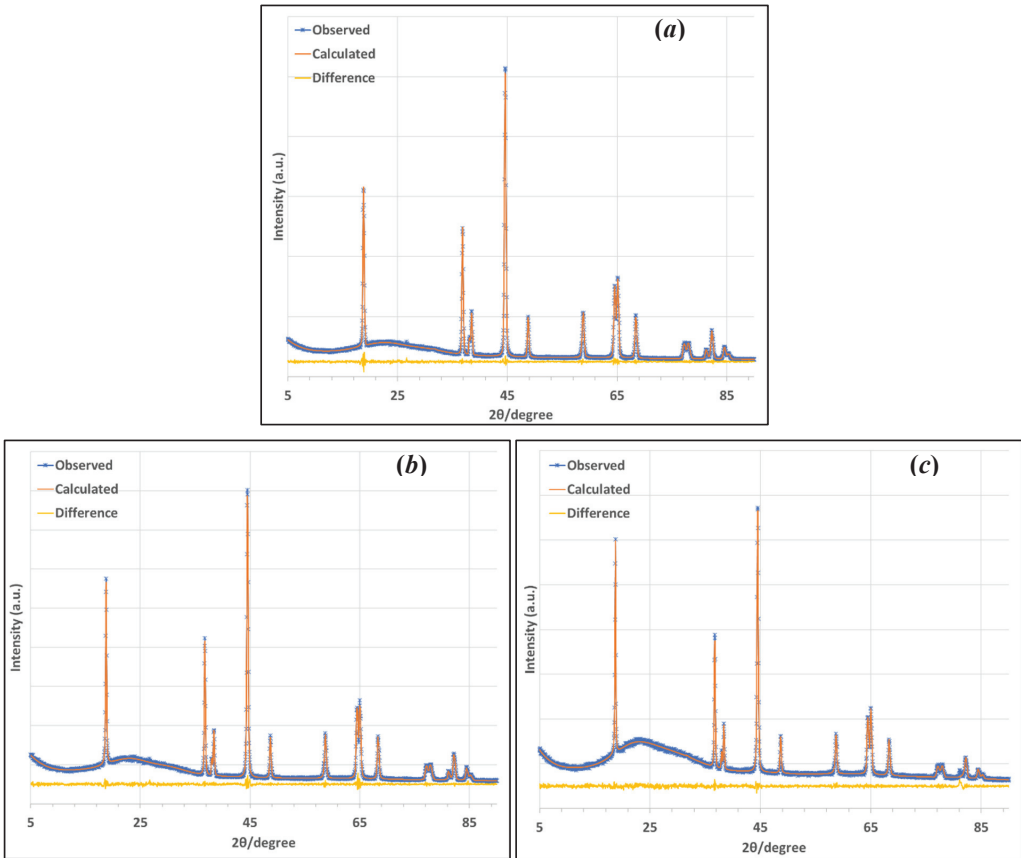 (a)
Observed
Calculated
Difference
Intensity (a.u.)
5 25 45 65 85
2θ/degree
(b)
Observed
Calculated
Difference
Intensity (a.u.)
5 25 45 65 85
2θ/degree
(c)
Observed
Calculated
Difference
Intensity (a.u.)
5 25 45 65 85
2θ/degree